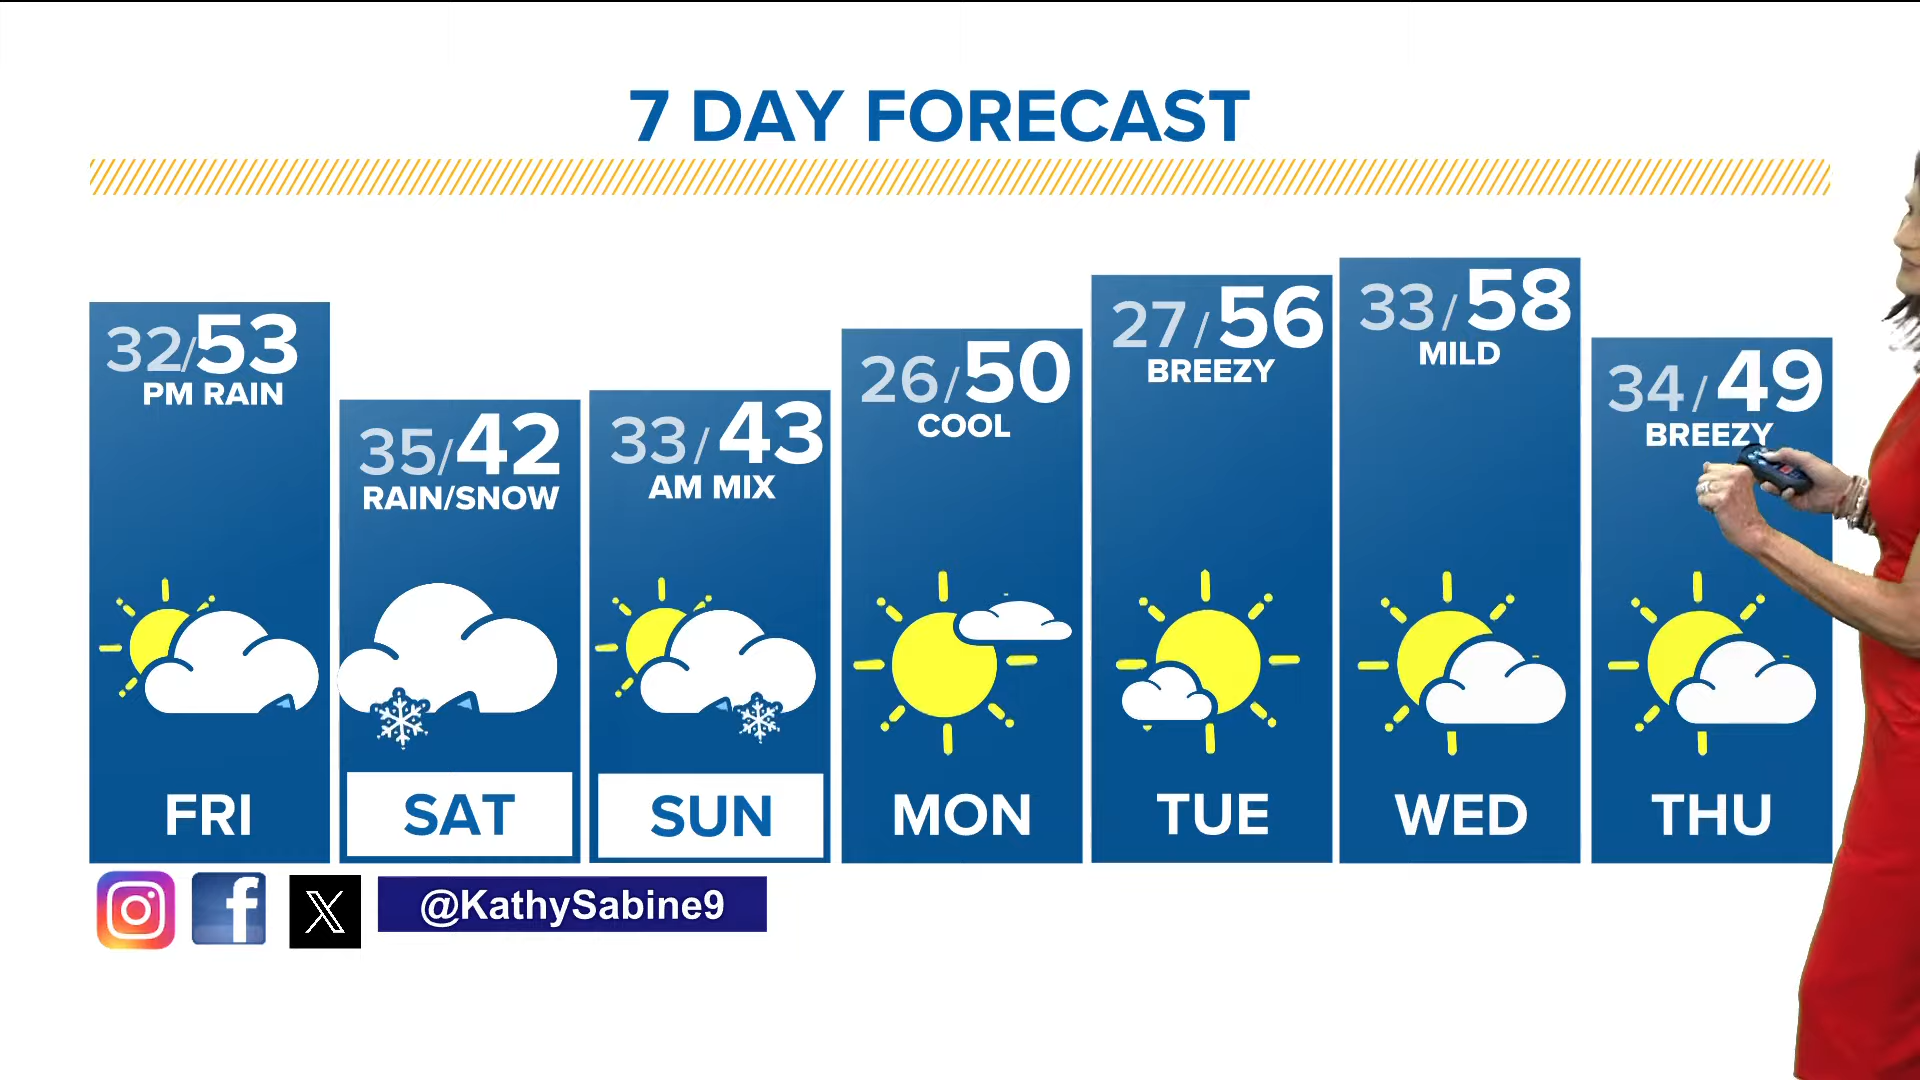 7 DAY FORECAST
32/53
PM RAIN
FRI
35/42
RAIN/SNOW
SAT
33/43
AM MIX
SUN
26/50
COOL
MON
27/56
BREEZY
TUE
33/58
MILD
WED
34/49
BREEZY
THU
@KathySabine9